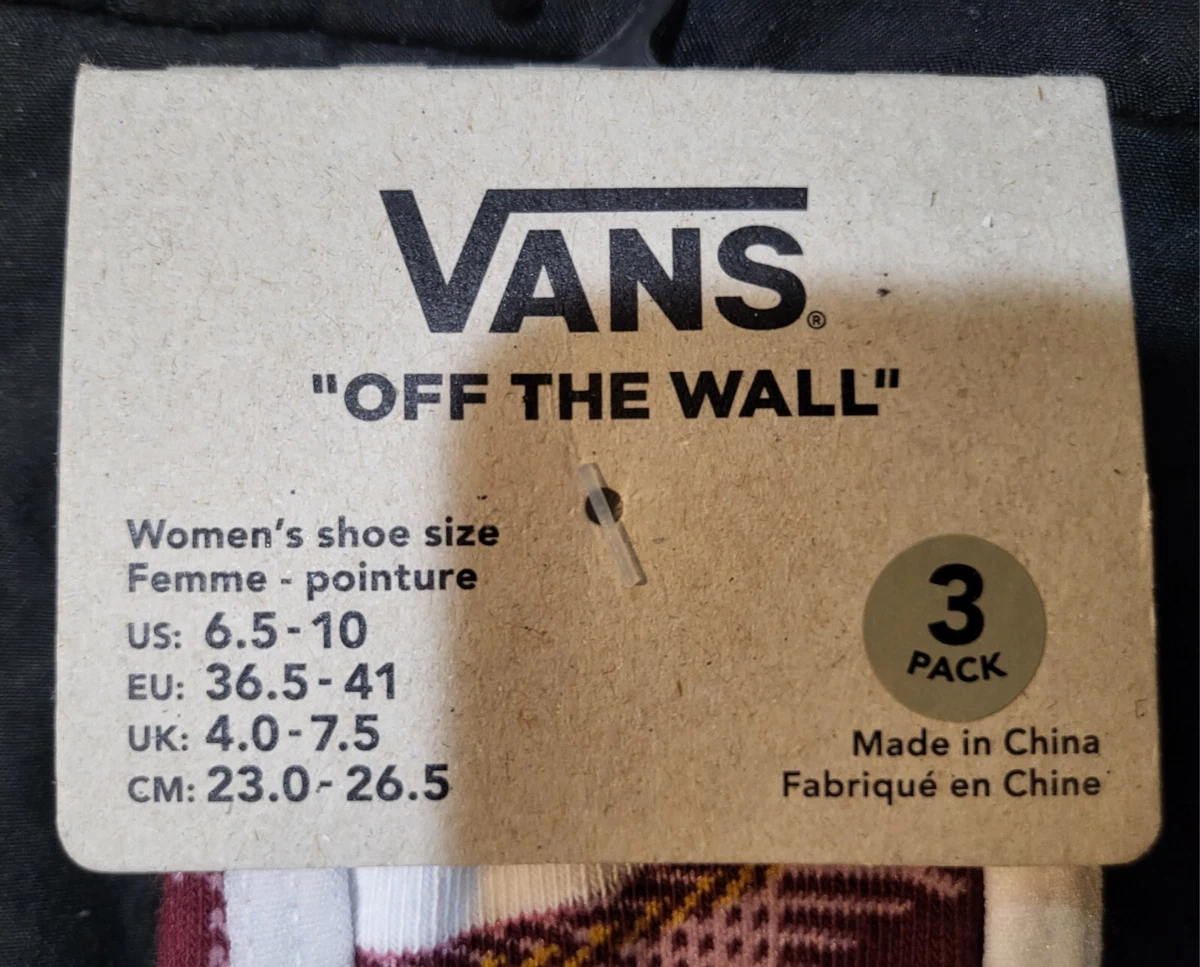 VANS®
"OFF THE WALL"
Women's shoe size
Femme - pointure
US: 6.5-10
EU: 36.5-41
UK: 4.0-7.5
CM: 23.0-26.5
3
PACK
Made in China
Fabriqué en Chine